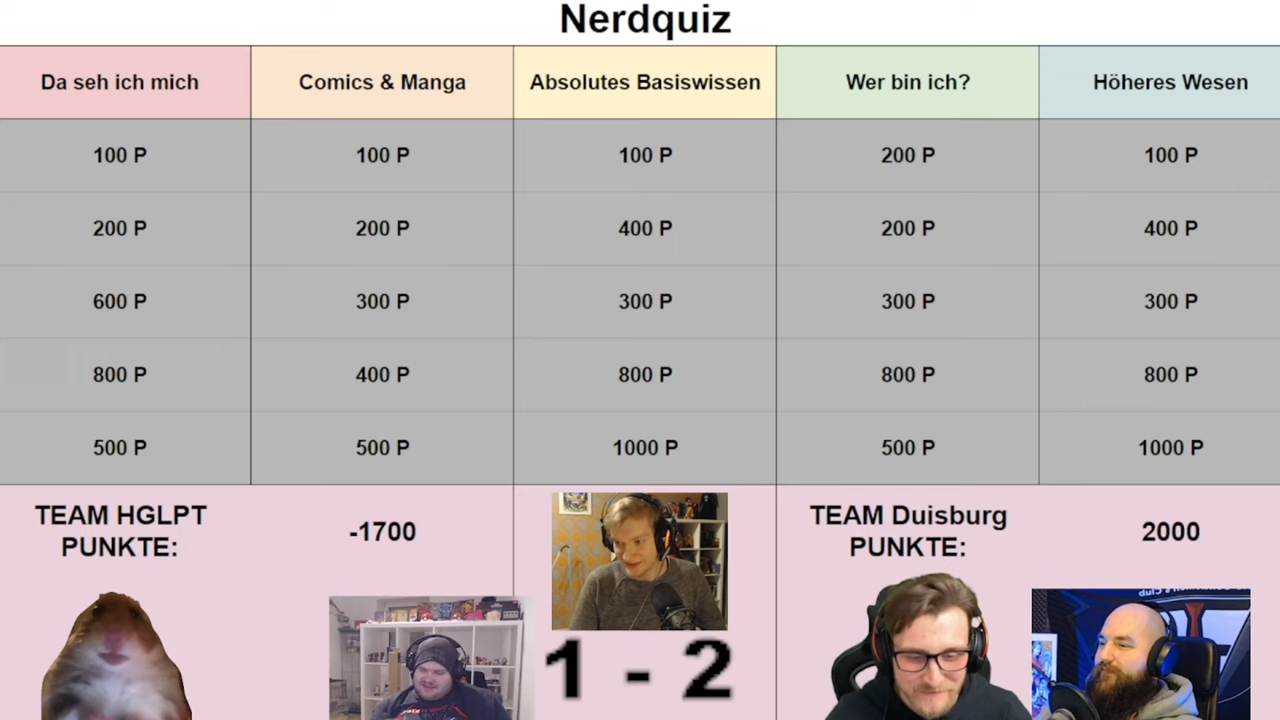 Nerdquiz
Da seh ich mich Comics & Manga Absolutes Basiswissen Wer bin ich? Höheres Wesen
100 P 100 P 100 P 200 P 100 P
200 P 200 P 400 P 200 P 400 P
600 P 300 P 300 P 300 P 300 P
800 P 400 P 800 P 800 P 800 P
500 P 500 P 1000 P 500 P 1000 P
TEAM HGLPT
PUNKTE:
-1700
TEAM Duisburg
PUNKTE:
2000
1 - 2